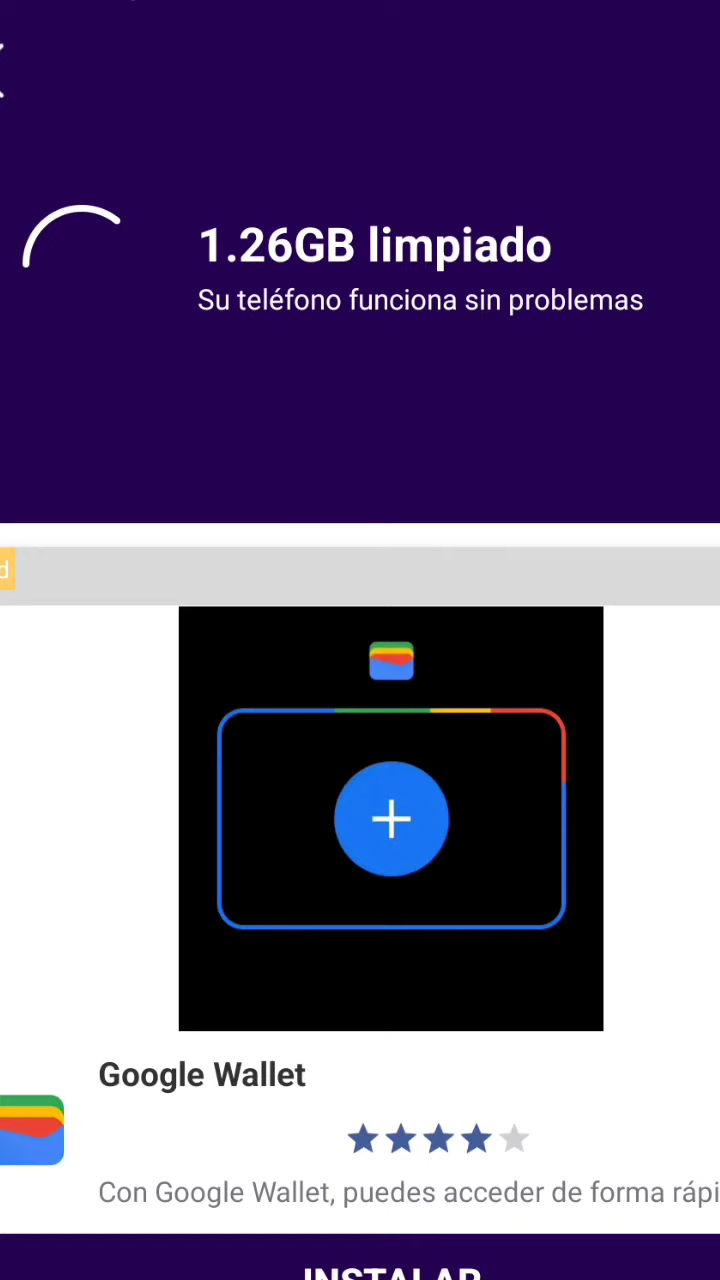 1.26GB limpiado
Su teléfono funciona sin problemas
d
Google Wallet
Con Google Wallet, puedes acceder de forma rápi
INSTALAR